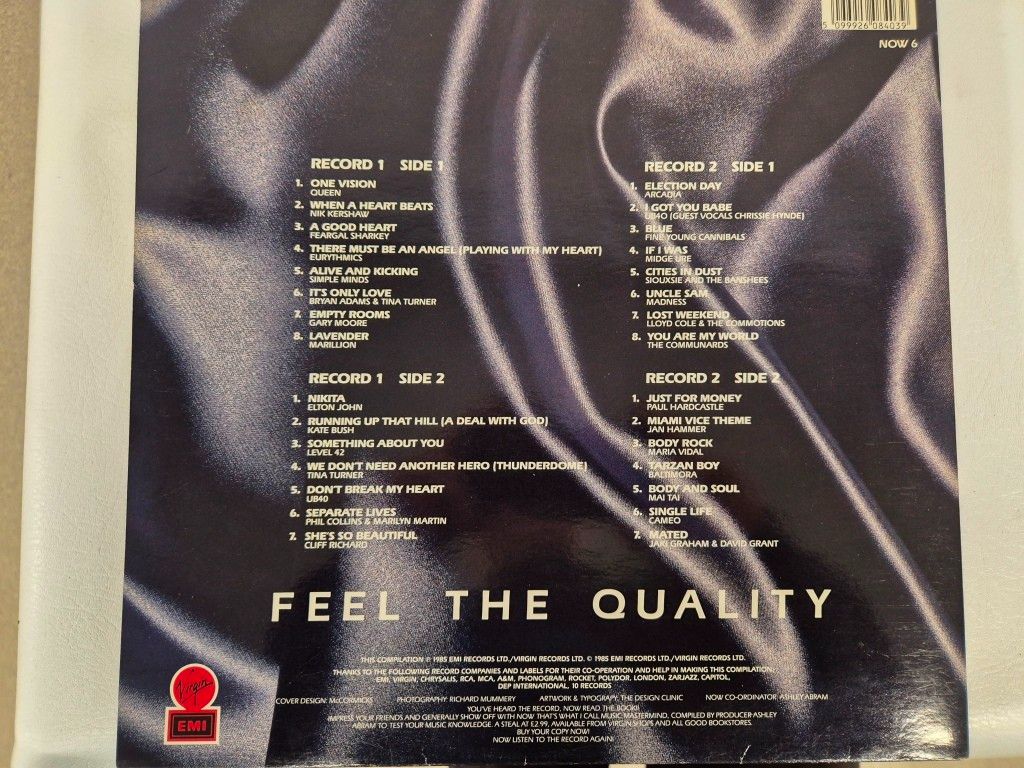 5 099926 084039
NOW 6
RECORD 1 SIDE 1
1. ONE VISION
QUEEN
2. WHEN A HEART BEATS
NIK KERSHAW
3. A GOOD HEART
FEARGAL SHARKEY
4. THERE MUST BE AN ANGEL (PLAYING WITH MY HEART)
EURYTHMICS
5. ALIVE AND KICKING
SIMPLE MINDS
6. IT'S ONLY LOVE
BRYAN ADAMS & TINA TURNER
7. EMPTY ROOMS
GARY MOORE
8. LAVENDER
MARILLION
RECORD 1 SIDE 2
1. NIKITA
ELTON JOHN
2. RUNNING UP THAT HILL (A DEAL WITH GOD)
KATE BUSH
3. SOMETHING ABOUT YOU
LEVEL 42
4. WE DON'T NEED ANOTHER HERO (THUNDERDOME)
TINA TURNER
5. DON'T BREAK MY HEART
UB40
6. SEPARATE LIVES
PHIL COLLINS & MARILYN MARTIN
7. SHE'S SO BEAUTIFUL
CLIFF RICHARD
RECORD 2 SIDE 1
1. ELECTION DAY
ARCADIA
2. I GOT YOU BABE
UB40 (GUEST VOCALS CHRISSIE HYNDE)
3. BLUE
FINE YOUNG CANNIBALS
4. IF I WAS
MIDGE URE
5. CITIES IN DUST
SIOUXSIE AND THE BANSHEES
6. UNCLE SAM
MADNESS
7. LOST WEEKEND
LLOYD COLE & THE COMMOTIONS
8. YOU ARE MY WORLD
THE COMMUNARDS
RECORD 2 SIDE 2
1. JUST FOR MONEY
PAUL HARDCASTLE
2. MIAMI VICE THEME
JAN HAMMER
3. BODY ROCK
MARIA VIDAL
4. TARZAN BOY
BALTIMORA
5. BODY AND SOUL
MAI TAI
6. SINGLE LIFE
CAMEO
7. MATED
JAKI GRAHAM & DAVID GRANT
FEEL THE QUALITY
THIS COMPILATION ℗ 1985 EMI RECORDS LTD./VIRGIN RECORDS LTD. © 1985 EMI RECORDS LTD./VIRGIN RECORDS LTD.
THANKS TO THE FOLLOWING RECORD COMPANIES AND LABELS FOR THEIR CO-OPERATION AND HELP IN MAKING THIS COMPILATION:
EMI, VIRGIN, CHRYSALIS, RCA, MCA, A&M, PHONOGRAM, ROCKET, POLYDOR, LONDON, ZARJAZZ, CAPITOL,
DEP INTERNATIONAL, 10 RECORDS
COVER DESIGN: McCORMICKS PHOTOGRAPHY: RICHARD MUMMERY ARTWORK & TYPOGRAPY: THE DESIGN CLINIC NOW CO-ORDINATOR: ASHLEY ABRAM
YOU'VE HEARD THE RECORD, NOW READ THE BOOK!!
IMPRESS YOUR FRIENDS AND GENERALLY SHOW OFF WITH NOW THAT'S WHAT I CALL MUSIC MASTERMIND, COMPILED BY PRODUCER ASHLEY
ABRAM TO TEST YOUR MUSIC KNOWLEDGE. A STEAL AT £2.99, AVAILABLE FROM VIRGIN SHOPS AND ALL GOOD BOOKSTORES.
BUY YOUR COPY NOW!
NOW LISTEN TO THE RECORD AGAIN!
Virgin
EMI